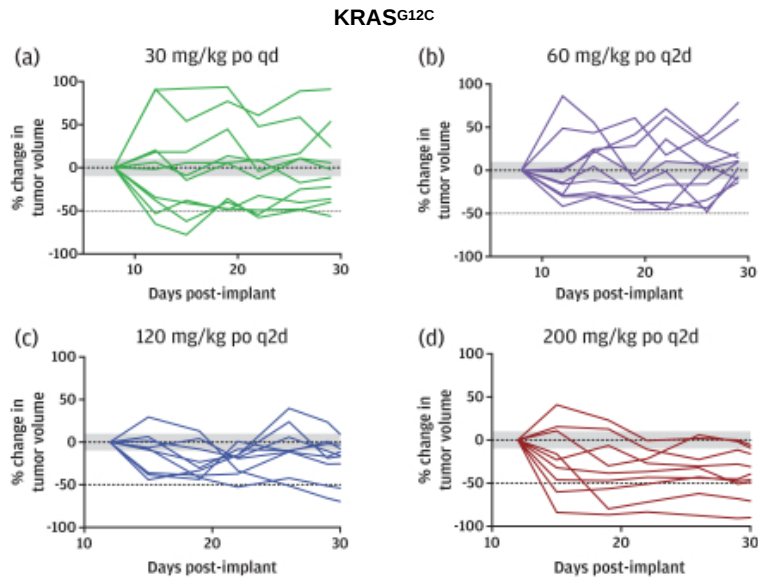 KRASG12C
(a) 30 mg/kg po qd
% change in
tumor volume
100
50
0
-50
-100
10 20 30
Days post-implant
(b) 60 mg/kg po q2d
% change in
tumor volume
100
50
0
-50
-100
10 20 30
Days post-implant
(c) 120 mg/kg po q2d
% change in
tumor volume
100
50
0
-50
-100
10 20 30
Days post-implant
(d) 200 mg/kg po q2d
% change in
tumor volume
100
50
0
-50
-100
10 20 30
Days post-implant